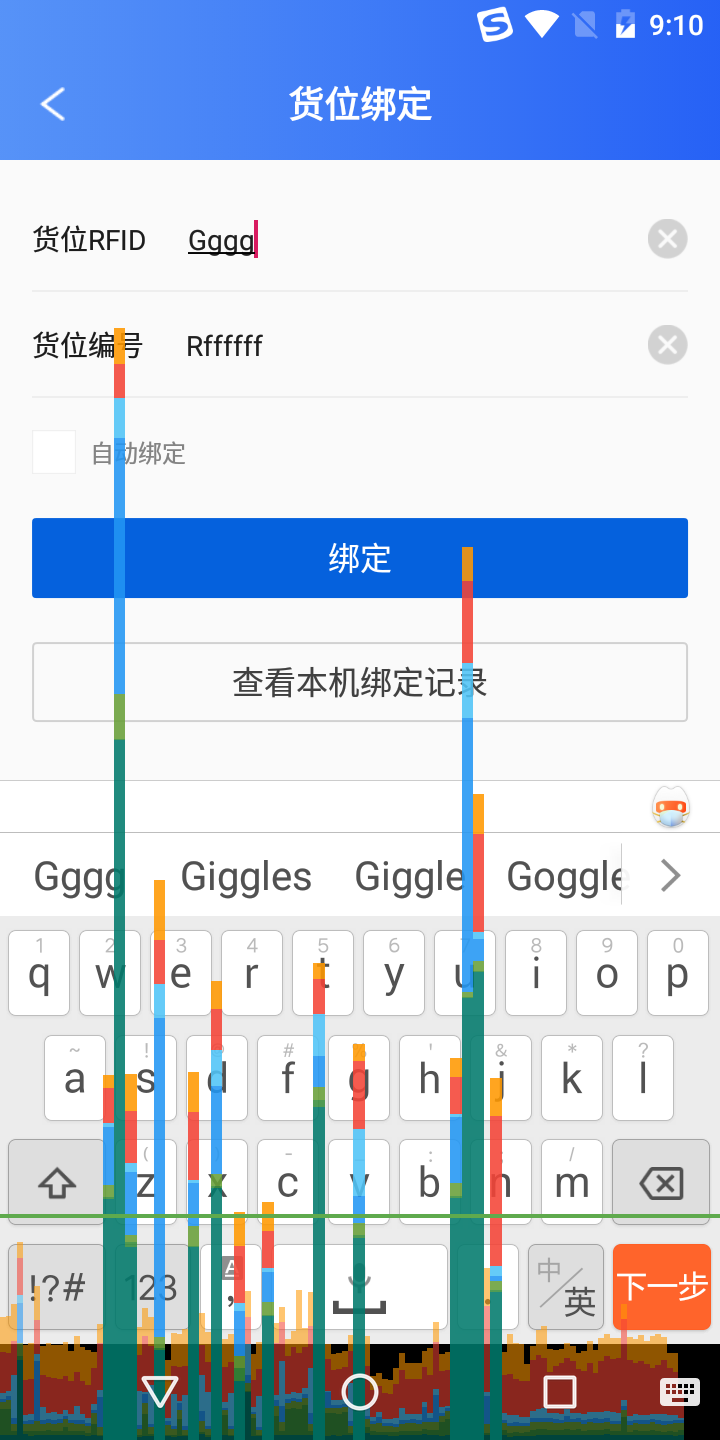 9:10
货位绑定
货位RFID Gggg
货位编号 Rffffff
自动绑定
绑定
查看本机绑定记录
Gggg Giggles Giggle Goggle
1 2 3 4 5 6 7 8 9 0
q w e r t y u i o p
~ ! # ' & * ?
a s d f g h j k l
( - : ; /
z x c v b n m
!?# 123 A , . 中/英 下一步